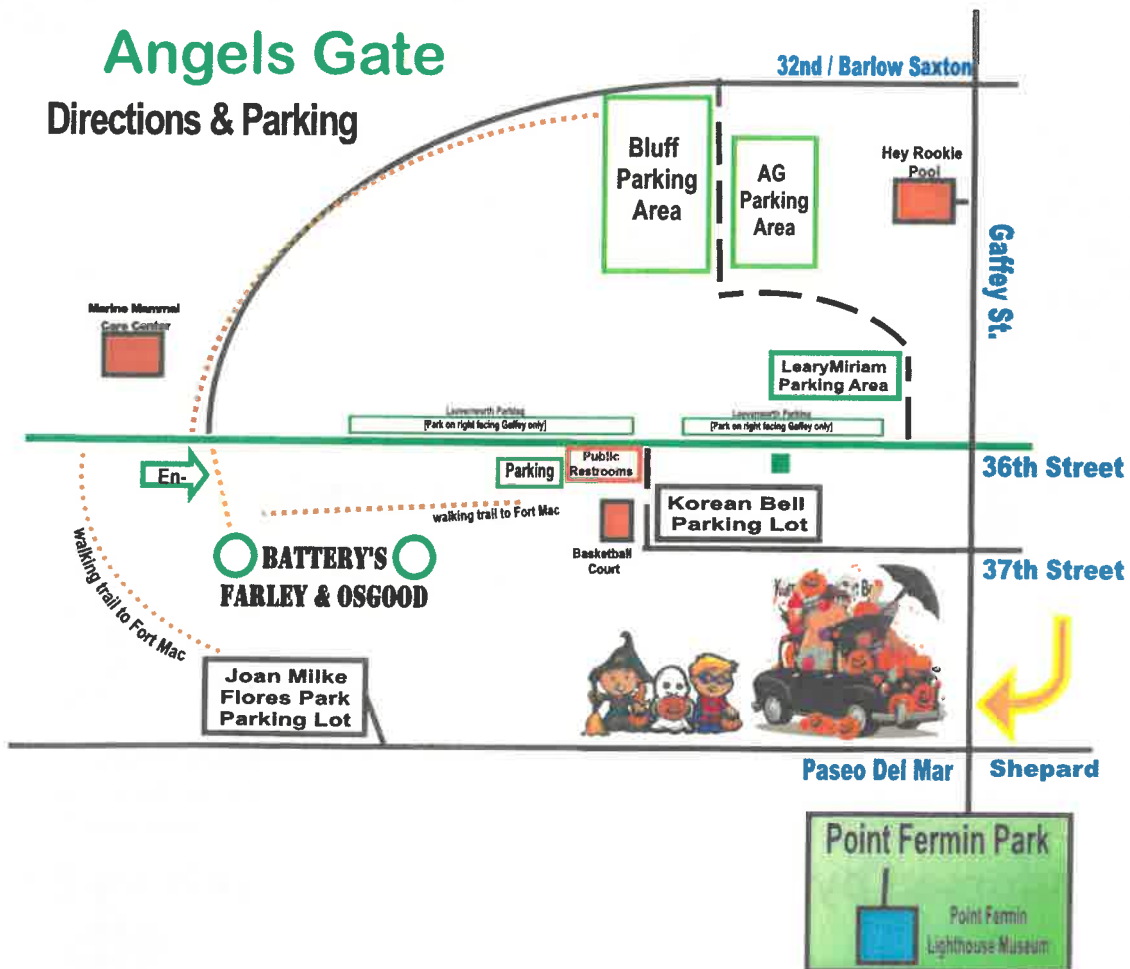 Angels Gate
Directions & Parking
32nd / Barlow Saxton
Bluff
Parking
Area
AG
Parking
Area
Hey Rookie
Pool
Gaffey St.
Marine Mammal
Care Center
LearyMiriam
Parking Area
Leavenworth Parking
[Park on right facing Gaffey only]
Leavenworth Parking
[Park on right facing Gaffey only]
36th Street
En-
Parking
Public
Restrooms
Korean Bell
Parking Lot
walking trail to Fort Mac
Basketball
Court
37th Street
BATTERY'S
FARLEY & OSGOOD
walking trail to Fort Mac
Joan Milke
Flores Park
Parking Lot
Paseo Del Mar
Shepard
Point Fermin Park
Point Fermin
Lighthouse Museum